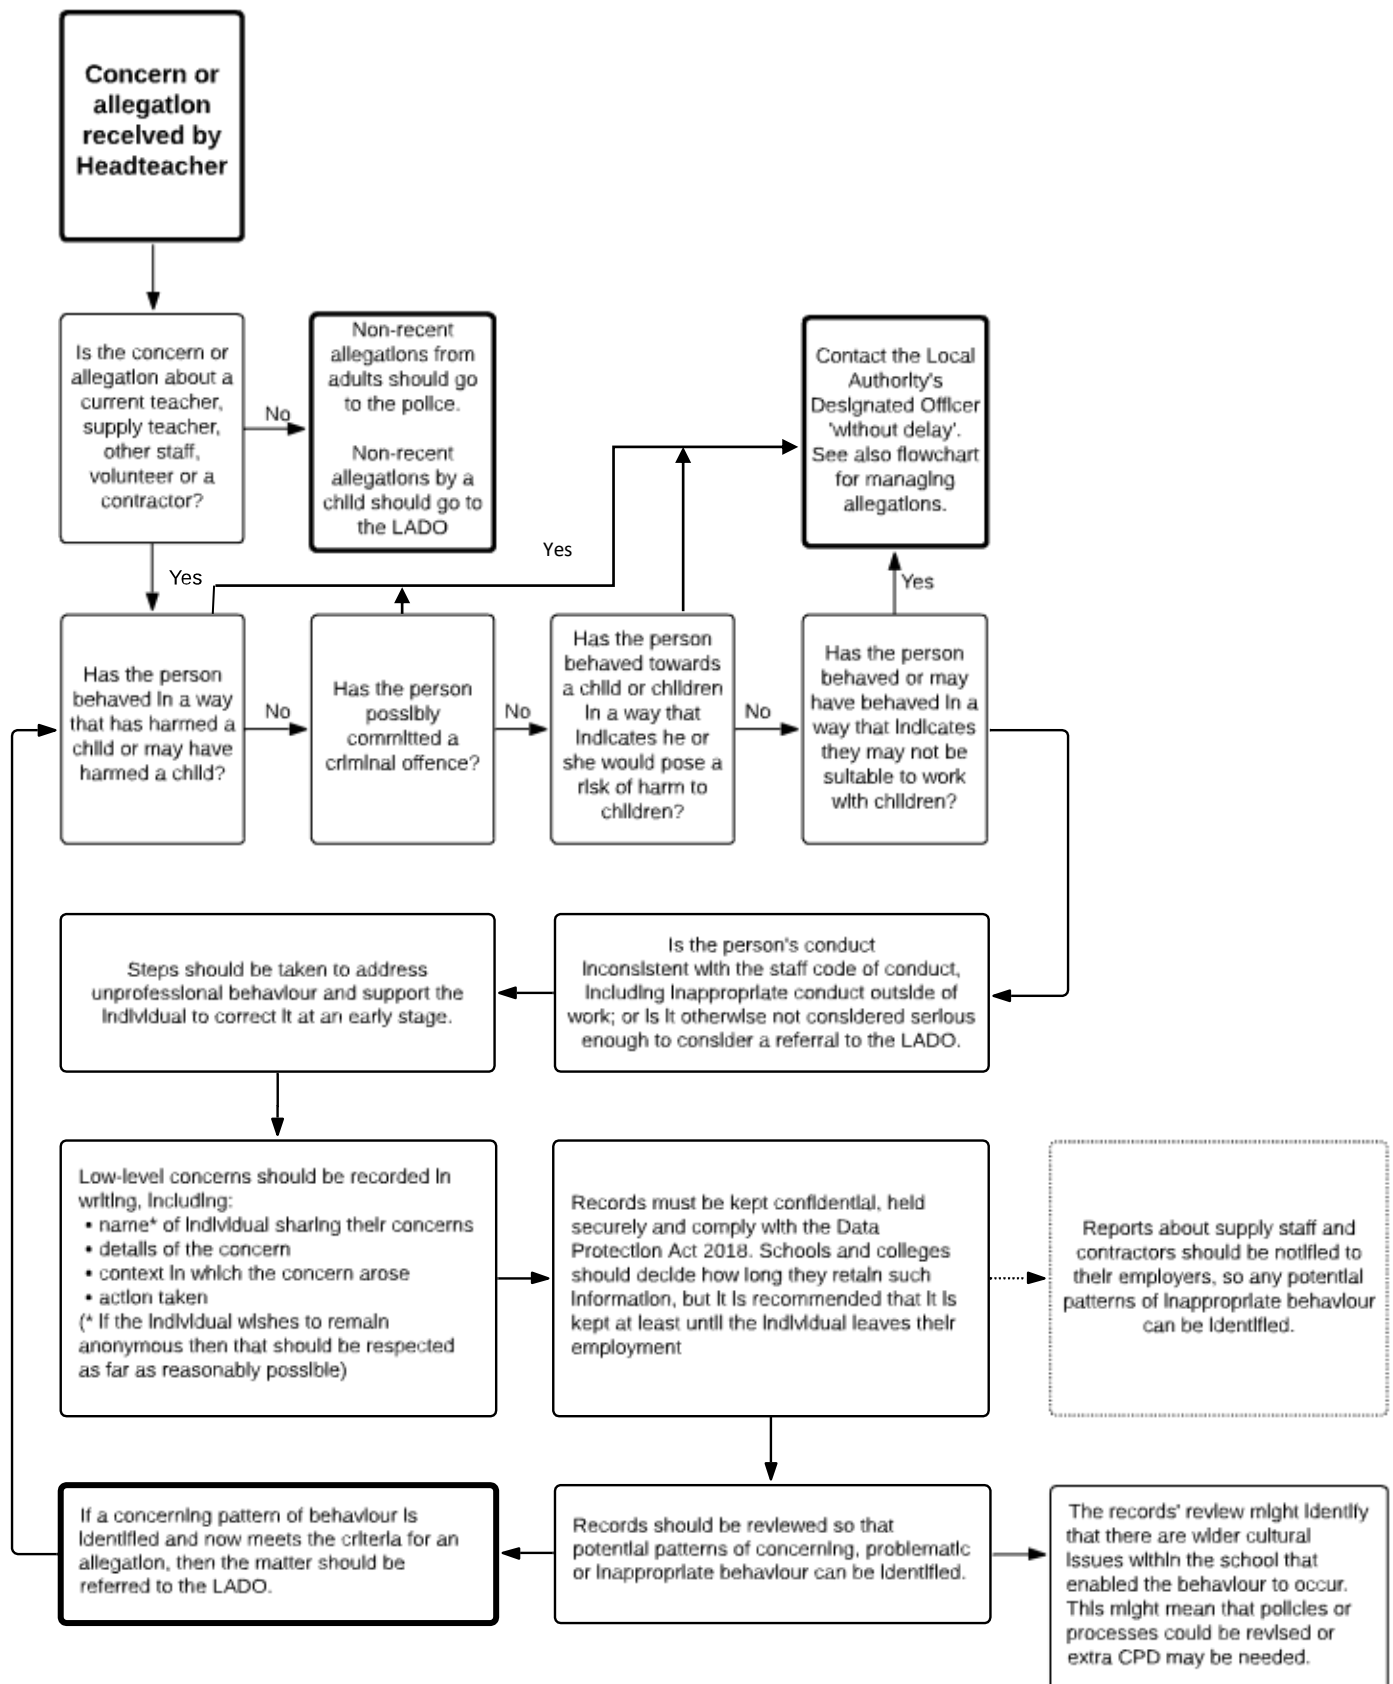 Concern or
allegation
received by
Headteacher
Is the concern or
allegation about a
current teacher,
supply teacher,
other staff,
volunteer or a
contractor?
No
Non-recent
allegations from
adults should go
to the police.
Non-recent
allegations by a
child should go to
the LADO
Contact the Local
Authority's
Designated Officer
'without delay'.
See also flowchart
for managing
allegations.
Yes
Yes
Yes
Has the person
behaved in a way
that has harmed a
child or may have
harmed a child?
No
Has the person
possibly
committed a
criminal offence?
No
Has the person
behaved towards
a child or children
in a way that
indicates he or
she would pose a
risk of harm to
children?
No
Has the person
behaved or may
have behaved in a
way that indicates
they may not be
suitable to work
with children?
Is the person's conduct
inconsistent with the staff code of conduct,
including inappropriate conduct outside of
work; or is it otherwise not considered serious
enough to consider a referral to the LADO.
Steps should be taken to address
unprofessional behaviour and support the
individual to correct it at an early stage.
Low-level concerns should be recorded in
writing, including:
• name* of individual sharing their concerns
• details of the concern
• context in which the concern arose
• action taken
(* If the individual wishes to remain
anonymous then that should be respected
as far as reasonably possible)
Records must be kept confidential, held
securely and comply with the Data
Protection Act 2018. Schools and colleges
should decide how long they retain such
information, but it is recommended that it is
kept at least until the individual leaves their
employment
Reports about supply staff and
contractors should be notified to
their employers, so any potential
patterns of inappropriate behaviour
can be identified.
If a concerning pattern of behaviour is
identified and now meets the criteria for an
allegation, then the matter should be
referred to the LADO.
Records should be reviewed so that
potential patterns of concerning, problematic
or inappropriate behaviour can be identified.
The records' review might identify
that there are wider cultural
issues within the school that
enabled the behaviour to occur.
This might mean that policies or
processes could be revised or
extra CPD may be needed.